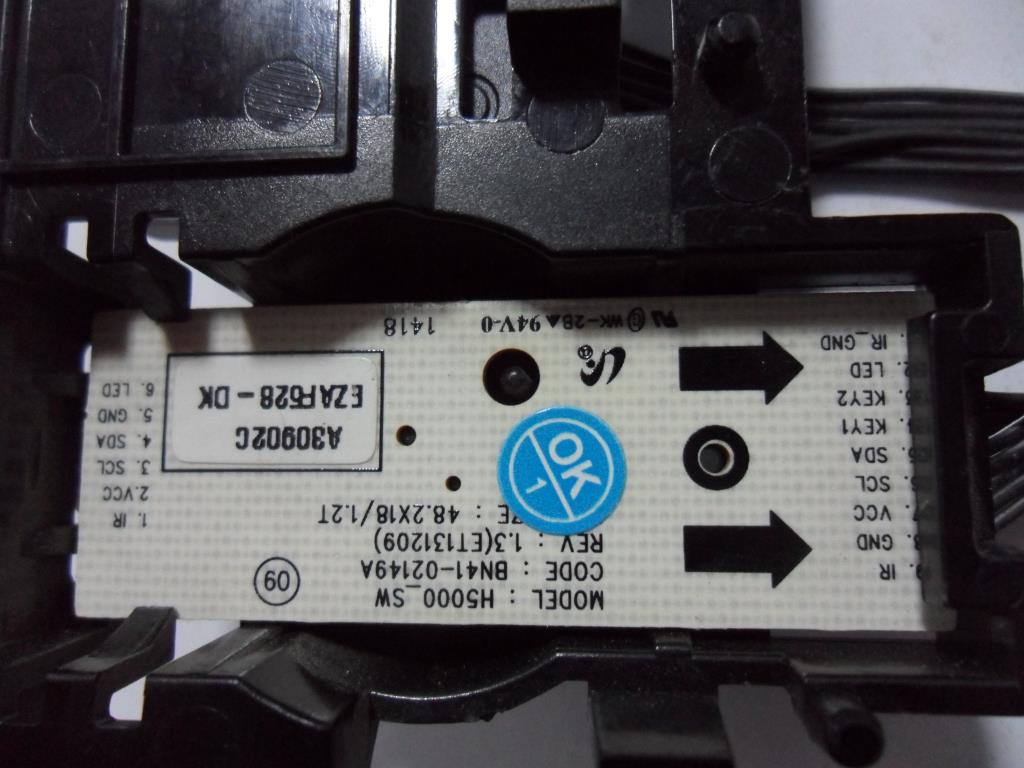 MODEL : H5000_SW
CODE : BN41-02149A
REV : 1.3(ET131209)
: 48.2X18/1.2T
09
OK
1
A30902C
EZAF528-DK
1418
WK-2B▲94V-0
IR
GND
7. VCC
SCL
SDA
KEY1
KEY2
LED
IR_GND
1. IR
2.VCC
3. SCL
4. SDA
5. GND
6. LED